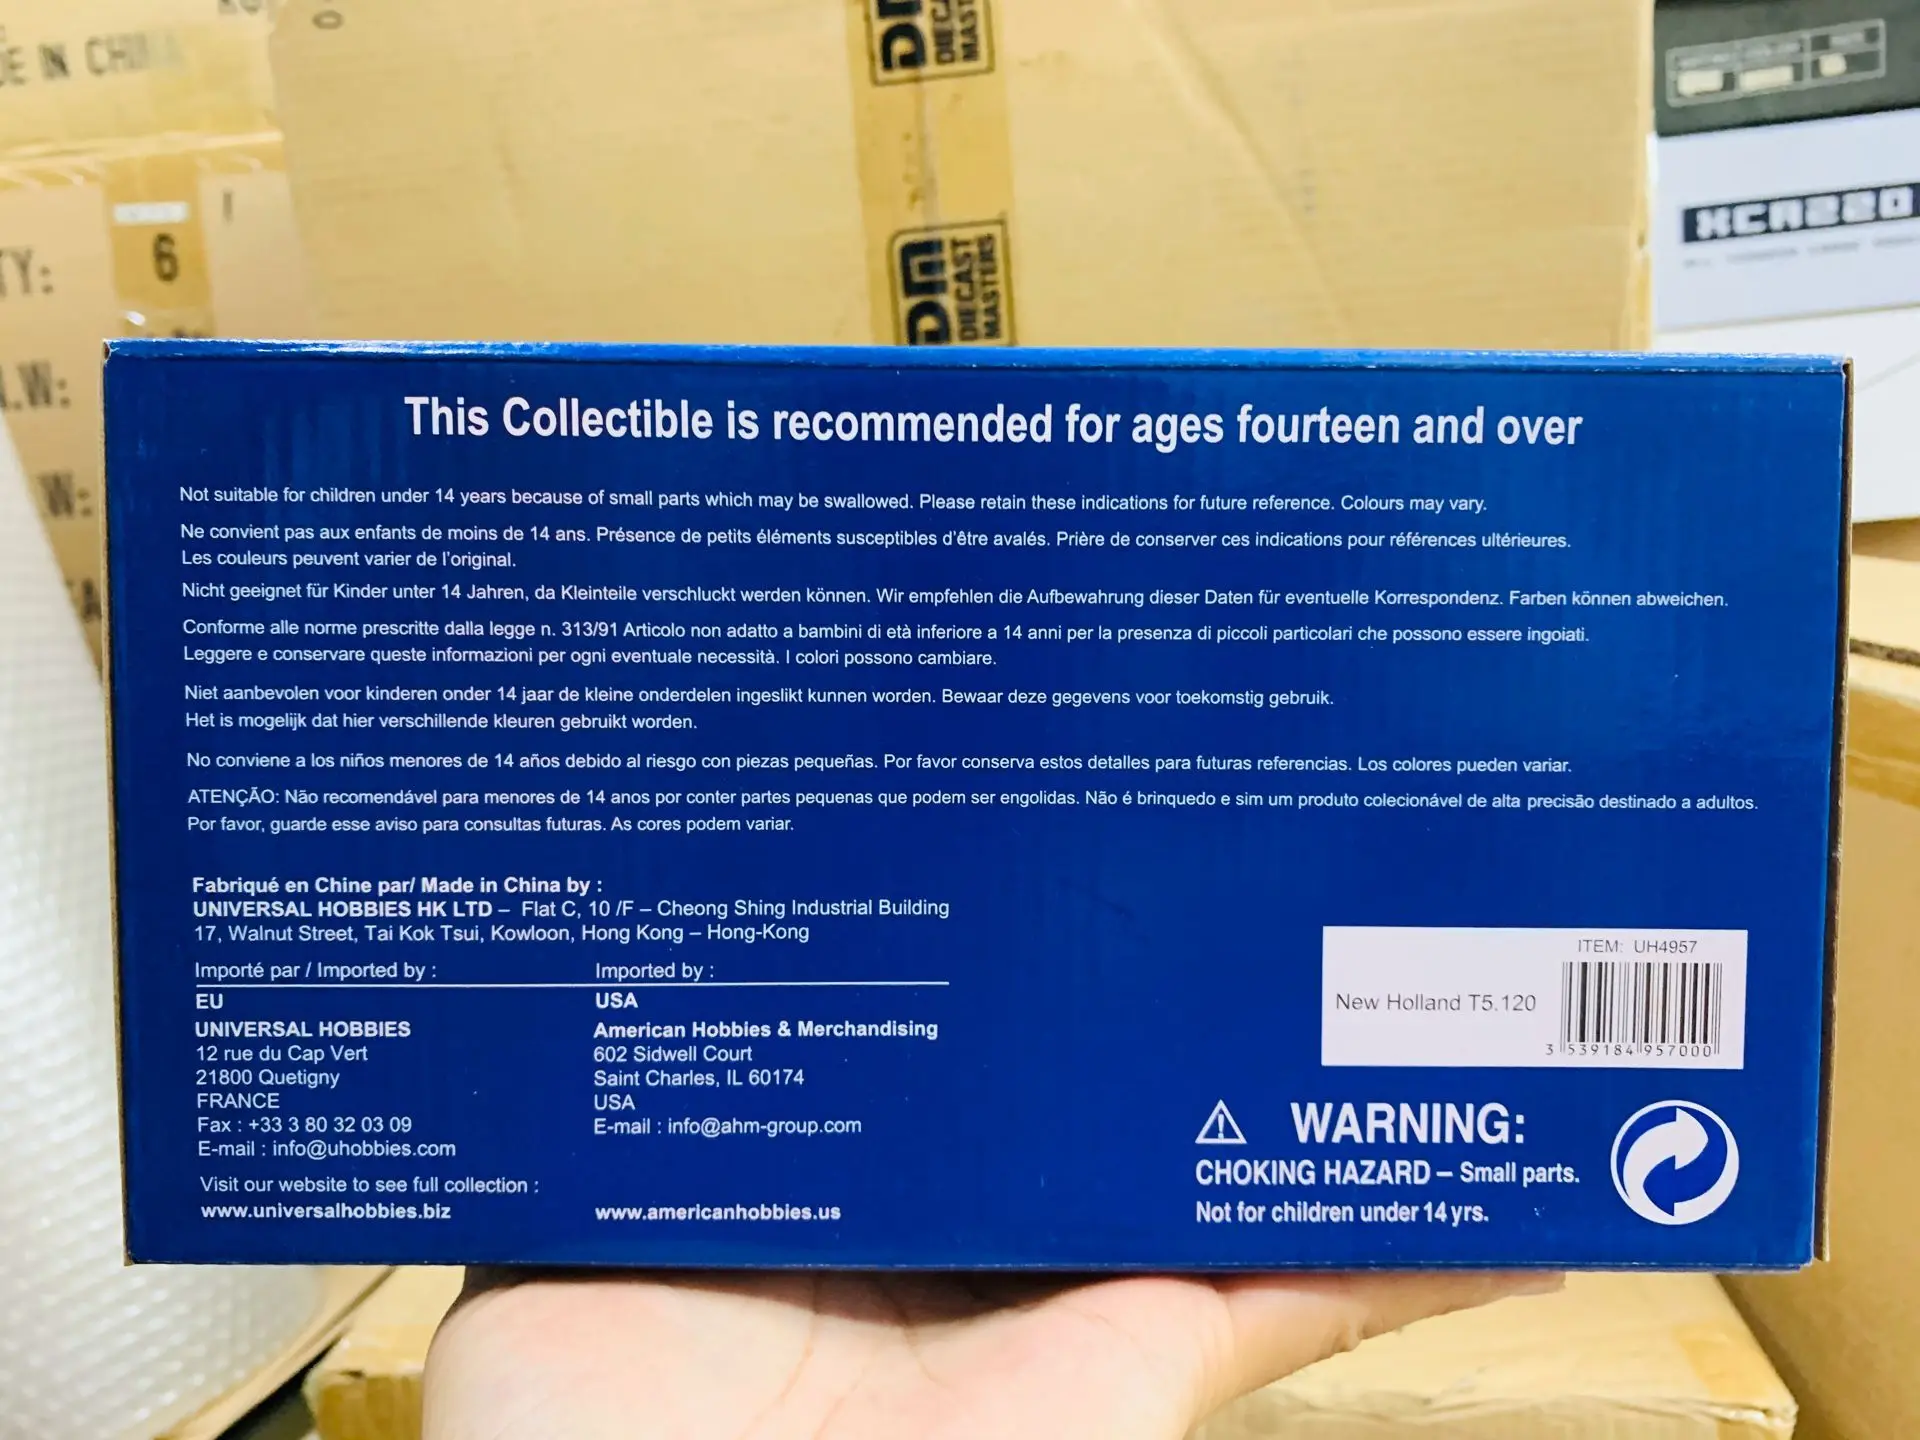 DE IN CHINA
6
TY:
W:
DIECAST
MAST
DM
DIECAST
MASTERS
XCA220
This Collectible is recommended for ages fourteen and over
Not suitable for children under 14 years because of small parts which may be swallowed. Please retain these indications for future reference. Colours may vary.
Ne convient pas aux enfants de moins de 14 ans. Présence de petits éléments susceptibles d'être avalés. Prière de conserver ces indications pour références ultérieures.
Les couleurs peuvent varier de l'original.
Nicht geeignet für Kinder unter 14 Jahren, da Kleinteile verschluckt werden können. Wir empfehlen die Aufbewahrung dieser Daten für eventuelle Korrespondenz. Farben können abweichen.
Conforme alle norme prescritte dalla legge n. 313/91 Articolo non adatto a bambini di età inferiore a 14 anni per la presenza di piccoli particolari che possono essere ingoiati.
Leggere e conservare queste informazioni per ogni eventuale necessità. I colori possono cambiare.
Niet aanbevolen voor kinderen onder 14 jaar de kleine onderdelen ingeslikt kunnen worden. Bewaar deze gegevens voor toekomstig gebruik.
Het is mogelijk dat hier verschillende kleuren gebruikt worden.
No conviene a los niños menores de 14 años debido al riesgo con piezas pequeñas. Por favor conserva estos detalles para futuras referencias. Los colores pueden variar.
ATENÇÃO: Não recomendável para menores de 14 anos por conter partes pequenas que podem ser engolidas. Não é brinquedo e sim um produto colecionável de alta precisão destinado a adultos.
Por favor, guarde esse aviso para consultas futuras. As cores podem variar.
Fabriqué en Chine par/ Made in China by :
UNIVERSAL HOBBIES HK LTD – Flat C, 10 /F – Cheong Shing Industrial Building
17, Walnut Street, Tai Kok Tsui, Kowloon, Hong Kong – Hong-Kong
Importé par / Imported by :
EU
UNIVERSAL HOBBIES
12 rue du Cap Vert
21800 Quetigny
FRANCE
Fax : +33 3 80 32 03 09
E-mail : info@uhobbies.com
Visit our website to see full collection :
www.universalhobbies.biz
Imported by :
USA
American Hobbies & Merchandising
602 Sidwell Court
Saint Charles, IL 60174
USA
E-mail : info@ahm-group.com
www.americanhobbies.us
ITEM: UH4957
New Holland T5.120
3 539184 957000
WARNING:
CHOKING HAZARD – Small parts.
Not for children under 14 yrs.